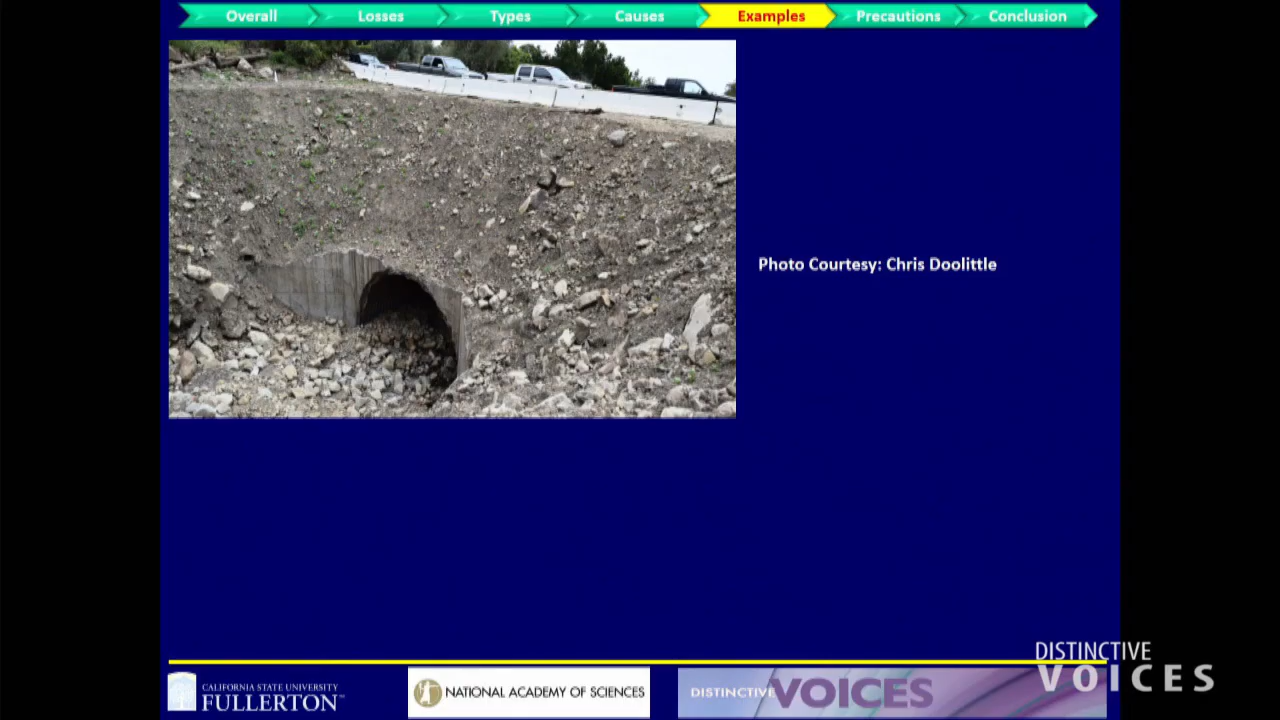 Overall
Losses
Types
Causes
Examples
Precautions
Conclusion
Photo Courtesy: Chris Doolittle
CALIFORNIA STATE UNIVERSITY
FULLERTON™
NATIONAL ACADEMY OF SCIENCES
DISTINCTIVE VOICES
DISTINCTIVE
VOICES